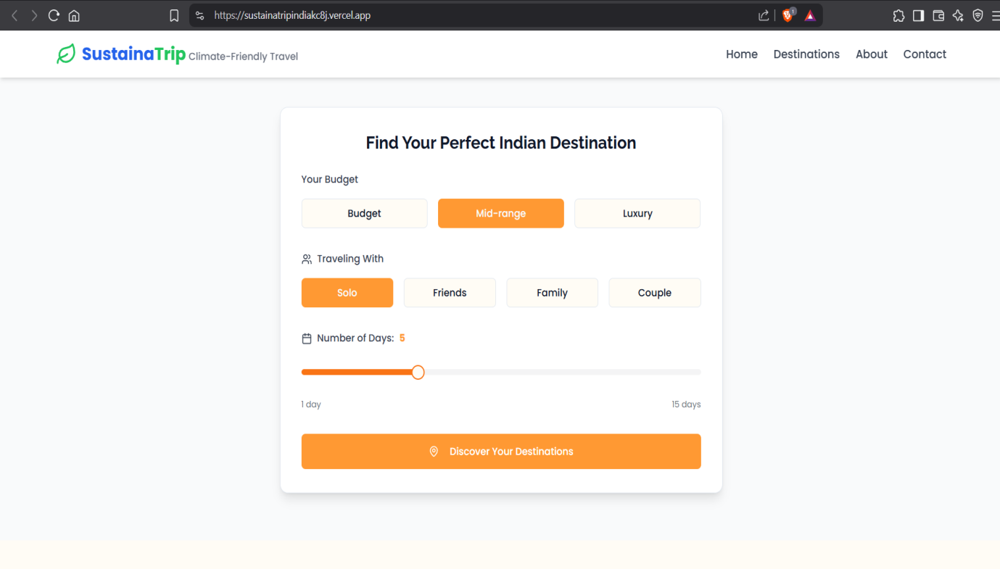 https://sustainatripindiakc8j.vercel.app
1
SustainaTrip Climate-Friendly Travel
Home Destinations About Contact
Find Your Perfect Indian Destination
Your Budget
Budget Mid-range Luxury
Traveling With
Solo Friends Family Couple
Number of Days: 5
1 day 15 days
Discover Your Destinations